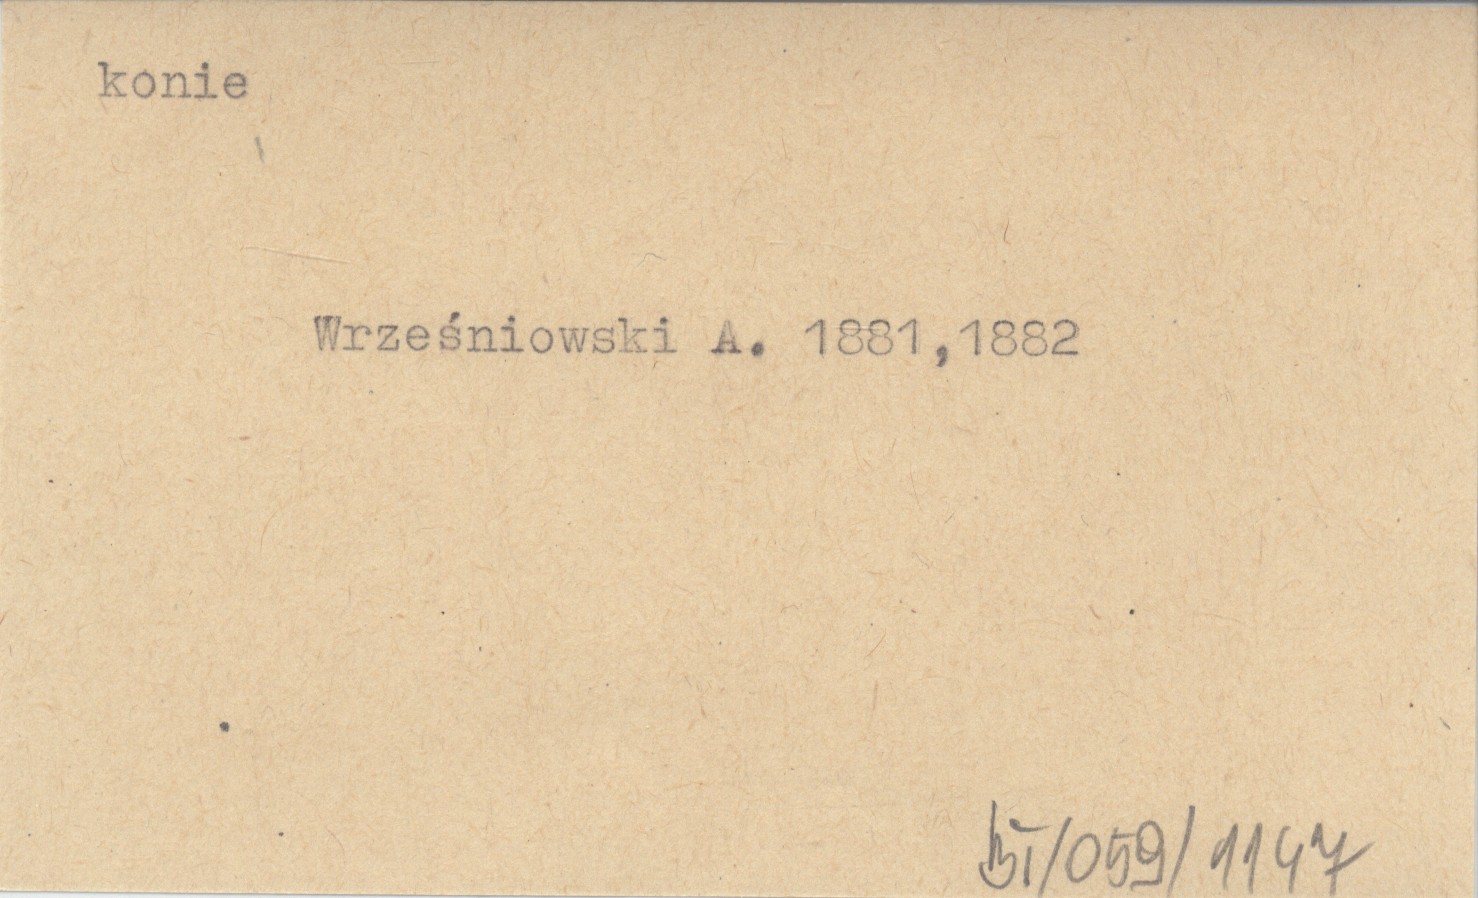 konie
Wrześniowski A. 1881,1882
BI/059/1147